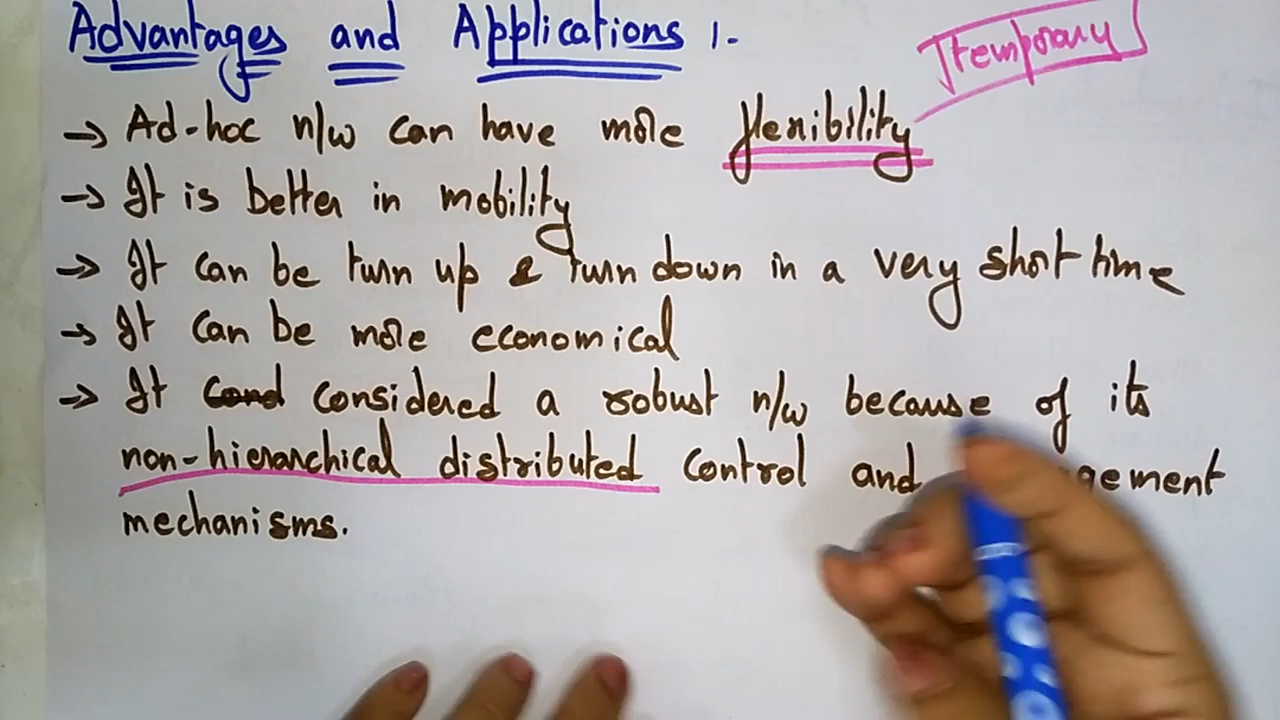 Advantages and Applications :-
Temporary
→ Ad-hoc n/w can have more flexibility
→ It is better in mobility
→ It can be turn up & turn down in a very short time
→ It can be more economical
→ It considered a robust n/w because of its
non-hierarchical distributed control and
mechanisms.